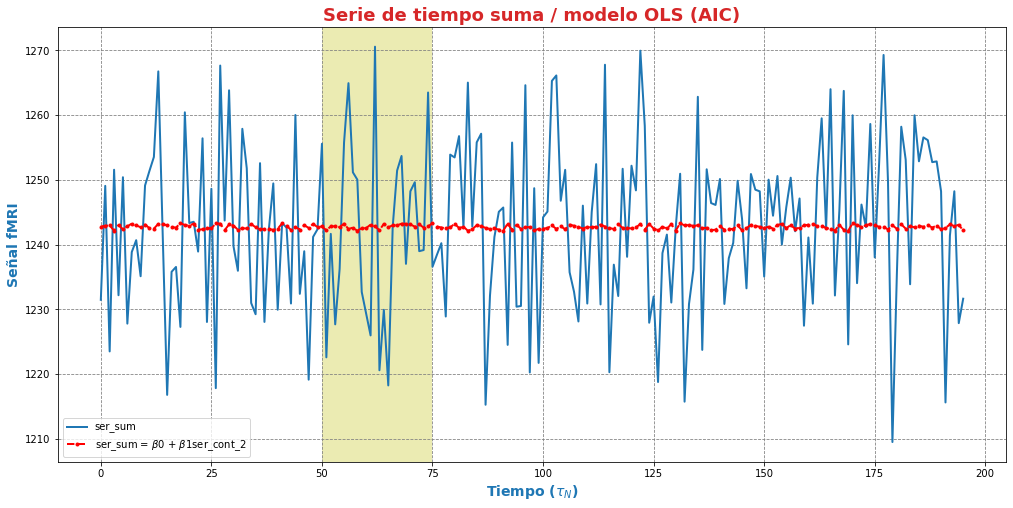 Serie de tiempo suma / modelo OLS (AIC)
Señal fMRI
1270
1260
1250
1240
1230
1220
1210
ser_sum
ser_sum = β0 + β1ser_cont_2
0 25 50 75 100 125 150 175 200
Tiempo (τ_N)